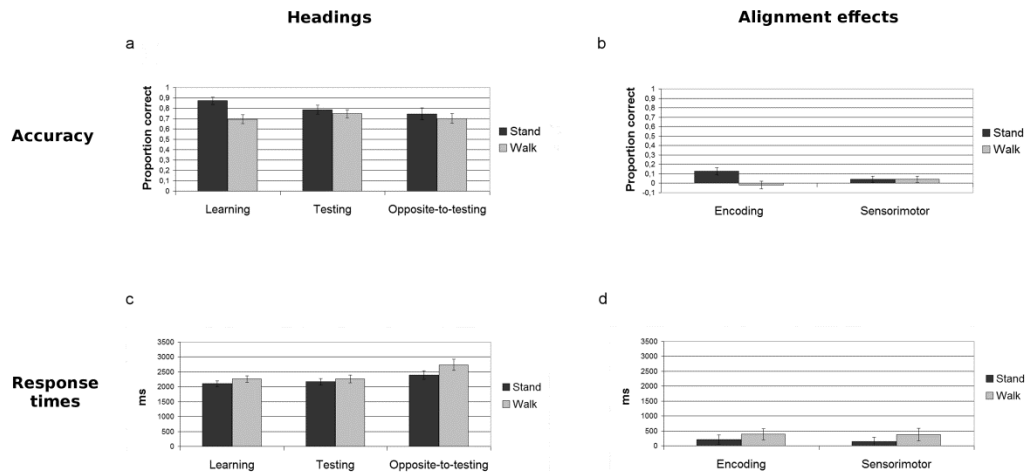 Headings
Alignment effects
a
b
Accuracy
Proportion correct
1
0,9
0,8
0,7
0,6
0,5
0,4
0,3
0,2
0,1
0
Learning
Testing
Opposite-to-testing
Stand
Walk
Proportion correct
1
0,9
0,8
0,7
0,6
0,5
0,4
0,3
0,2
0,1
0
-0,1
Encoding
Sensorimotor
Stand
Walk
c
d
Response
times
ms
3500
3000
2500
2000
1500
1000
500
0
Learning
Testing
Opposite-to-testing
Stand
Walk
ms
3500
3000
2500
2000
1500
1000
500
0
Encoding
Sensorimotor
Stand
Walk